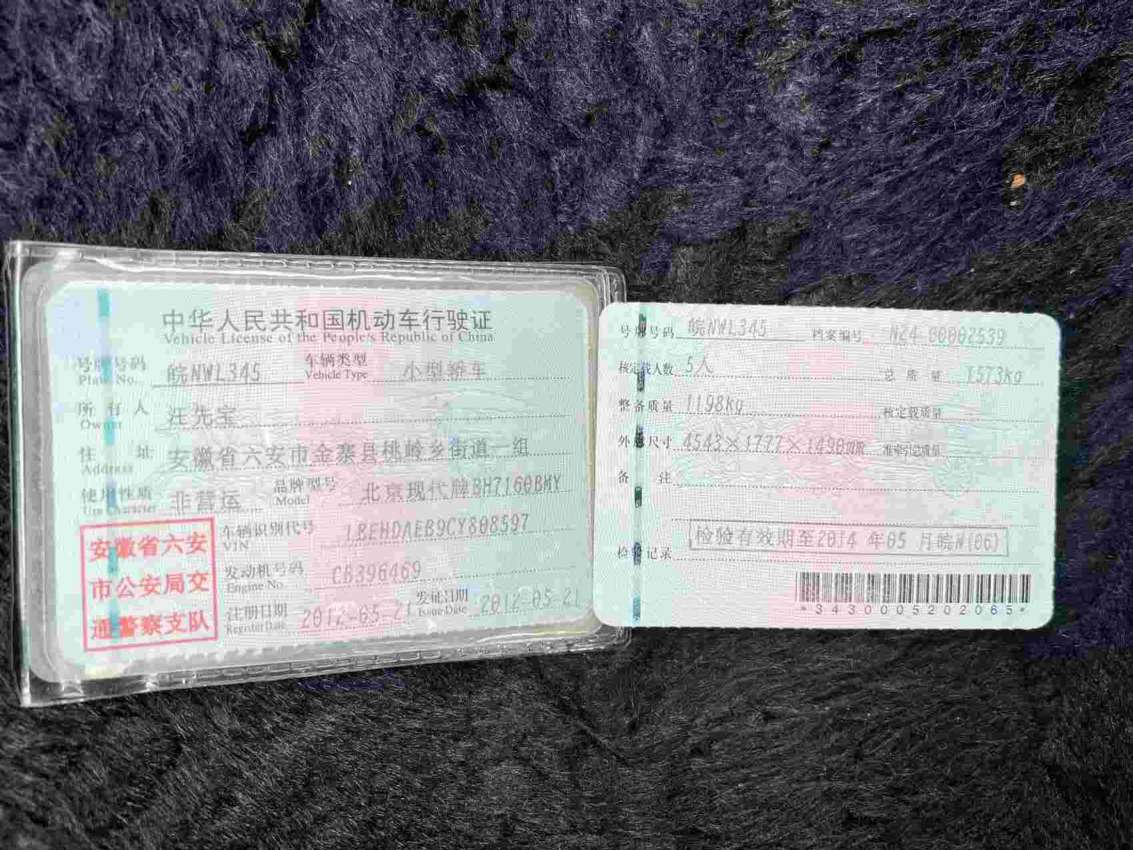 中华人民共和国机动车行驶证
Vehicle License of the People's Republic of China
号牌号码 皖NWL345 车辆类型 小型轿车
Plate No. Vehicle Type
所有人 汪先宝
Owner
住址 安徽省六安市金寨县桃岭乡街道一组
Address
使用性质 非营运 品牌型号 北京现代牌BH7160BMY
Use Character Model
安徽省六安
市公安局交
通警察支队
车辆识别代号 LBEHDAEB9CY808597
VIN
发动机号码 CB396469
Engine No.
注册日期 2012-05-21 发证日期 2012-05-21
Register Date Issue Date
号牌号码 皖NWL345 档案编号 N24 00002539
核定载人数 5人 总质量 1573kg
整备质量 1198kg 核定载质量
外廓尺寸 4543×1777×1490mm 准牵引总质量
备注
检验记录 检验有效期至2014年05月皖N(06)
*3430005202065*